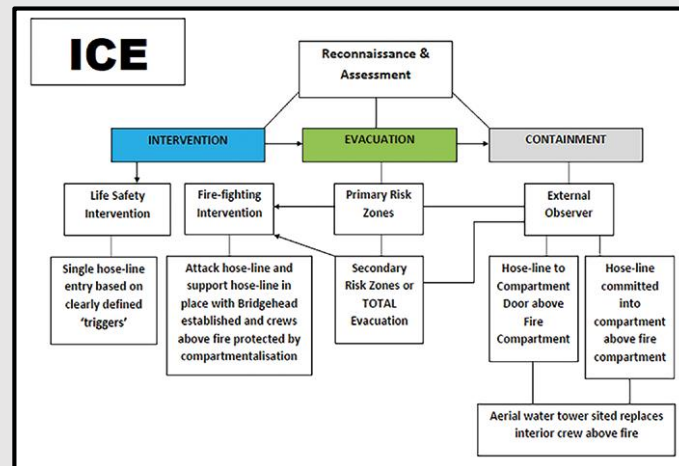 ICE
Reconnaissance &
Assessment
INTERVENTION
EVACUATION
CONTAINMENT
Life Safety
Intervention
Fire-fighting
Intervention
Primary Risk
Zones
External
Observer
Single hose-line
entry based on
clearly defined
'triggers'
Attack hose-line and
support hose-line in
place with Bridgehead
established and crews
above fire protected by
compartmentalisation
Secondary
Risk Zones or
TOTAL
Evacuation
Hose-line to
Compartment
Door above
Fire
Compartment
Hose-line
committed
into
compartment
above fire
compartment
Aerial water tower sited replaces
interior crew above fire